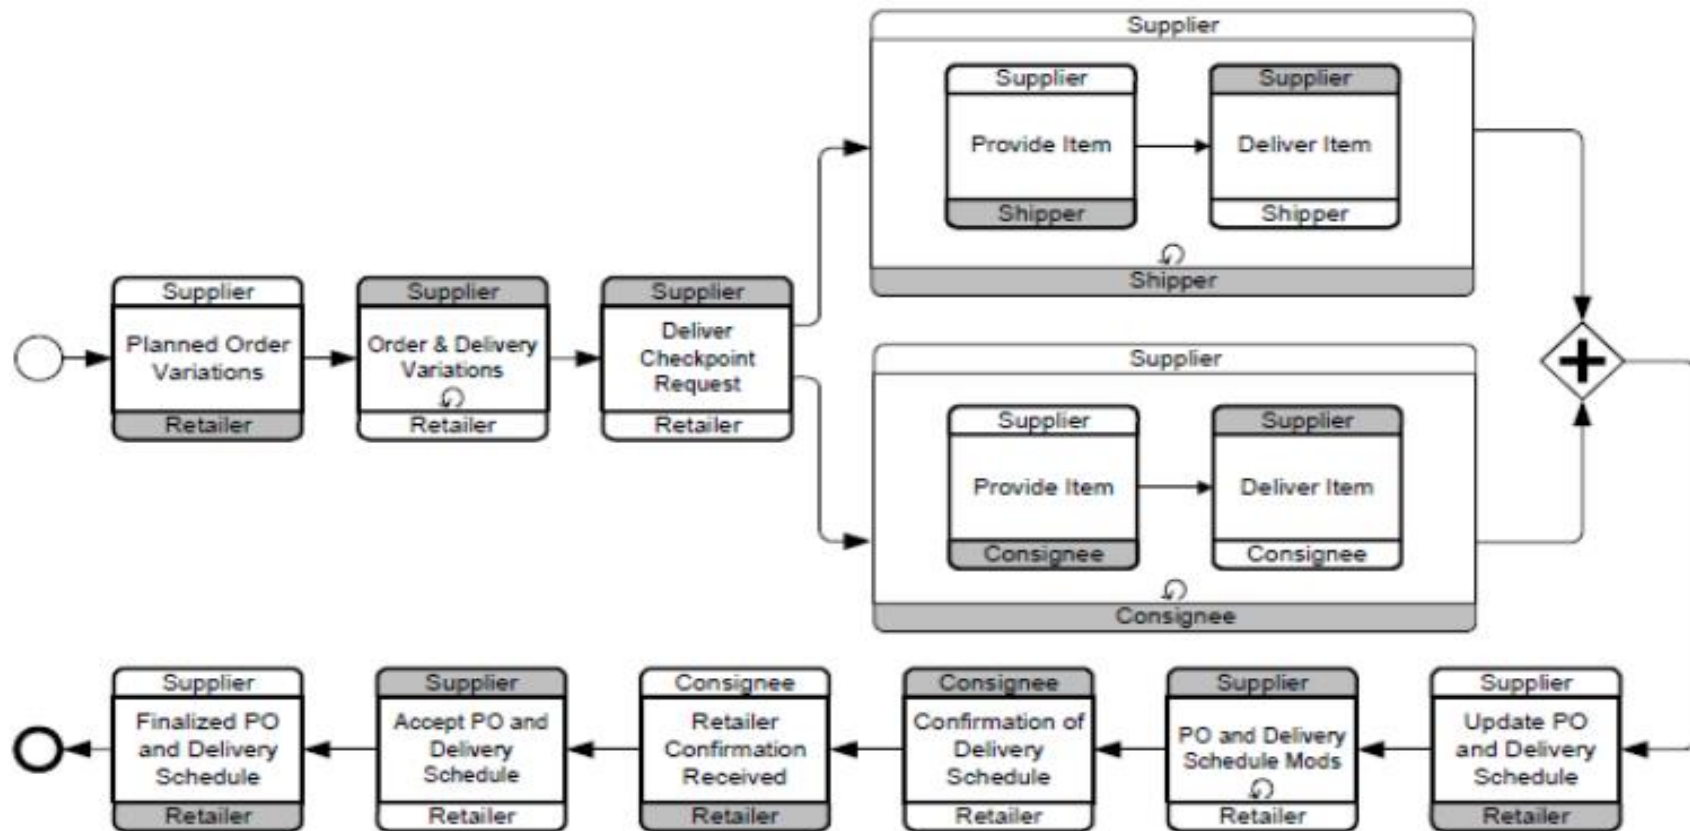 Supplier
Supplier
Provide Item
Shipper
Supplier
Deliver Item
Shipper
Shipper
Supplier
Planned Order
Variations
Retailer
Supplier
Order & Delivery
Variations
Retailer
Supplier
Deliver
Checkpoint
Request
Retailer
Supplier
Supplier
Provide Item
Consignee
Supplier
Deliver Item
Consignee
Consignee
Supplier
Finalized PO
and Delivery
Schedule
Retailer
Supplier
Accept PO and
Delivery
Schedule
Retailer
Consignee
Retailer
Confirmation
Received
Retailer
Consignee
Confirmation of
Delivery
Schedule
Retailer
Supplier
PO and Delivery
Schedule Mods
Retailer
Supplier
Update PO
and Delivery
Schedule
Retailer